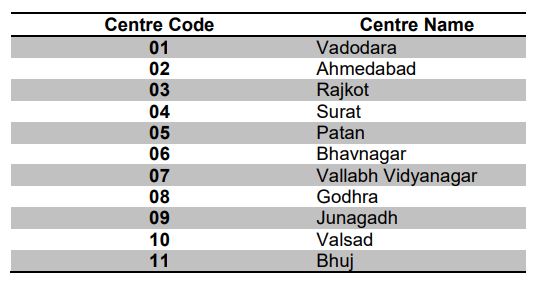 Centre Code Centre Name
01 Vadodara
02 Ahmedabad
03 Rajkot
04 Surat
05 Patan
06 Bhavnagar
07 Vallabh Vidyanagar
08 Godhra
09 Junagadh
10 Valsad
11 Bhuj